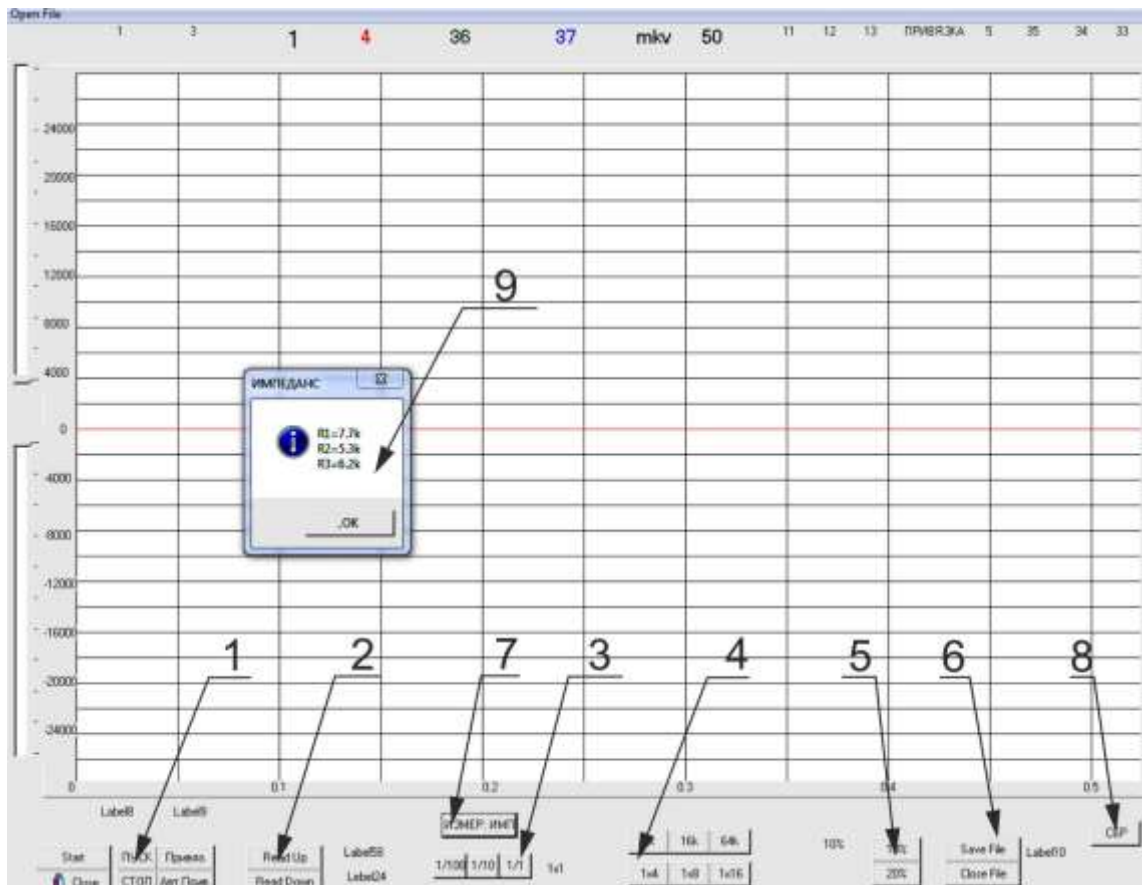 Open File
1 3 1 4 36 37 mkv 50 11 12 13 ПРИВЯЗКА 5 35 34 33
24000
20000
16000
12000
9
8000
4000
ИМПЕДАНС
R1=7.7k
0
R2=5.3k
R3=6.2k
-4000
OK
-8000
-12000
-16000
1 2 7 3 4 5 6 8
-20000
-24000
0 0.1 0.2 0.3 0.4 0.5
Label8 Label9
ИЗМЕР. ИМП
16k 64k 10% СБР
Start ПУСК Привяз. Read Up Label58 1/100 1/10 1/1 1x1 Save File Label10
Close СТОП Авт.Прив. Read Down Label24 1x4 1x8 1x16 20% Close File